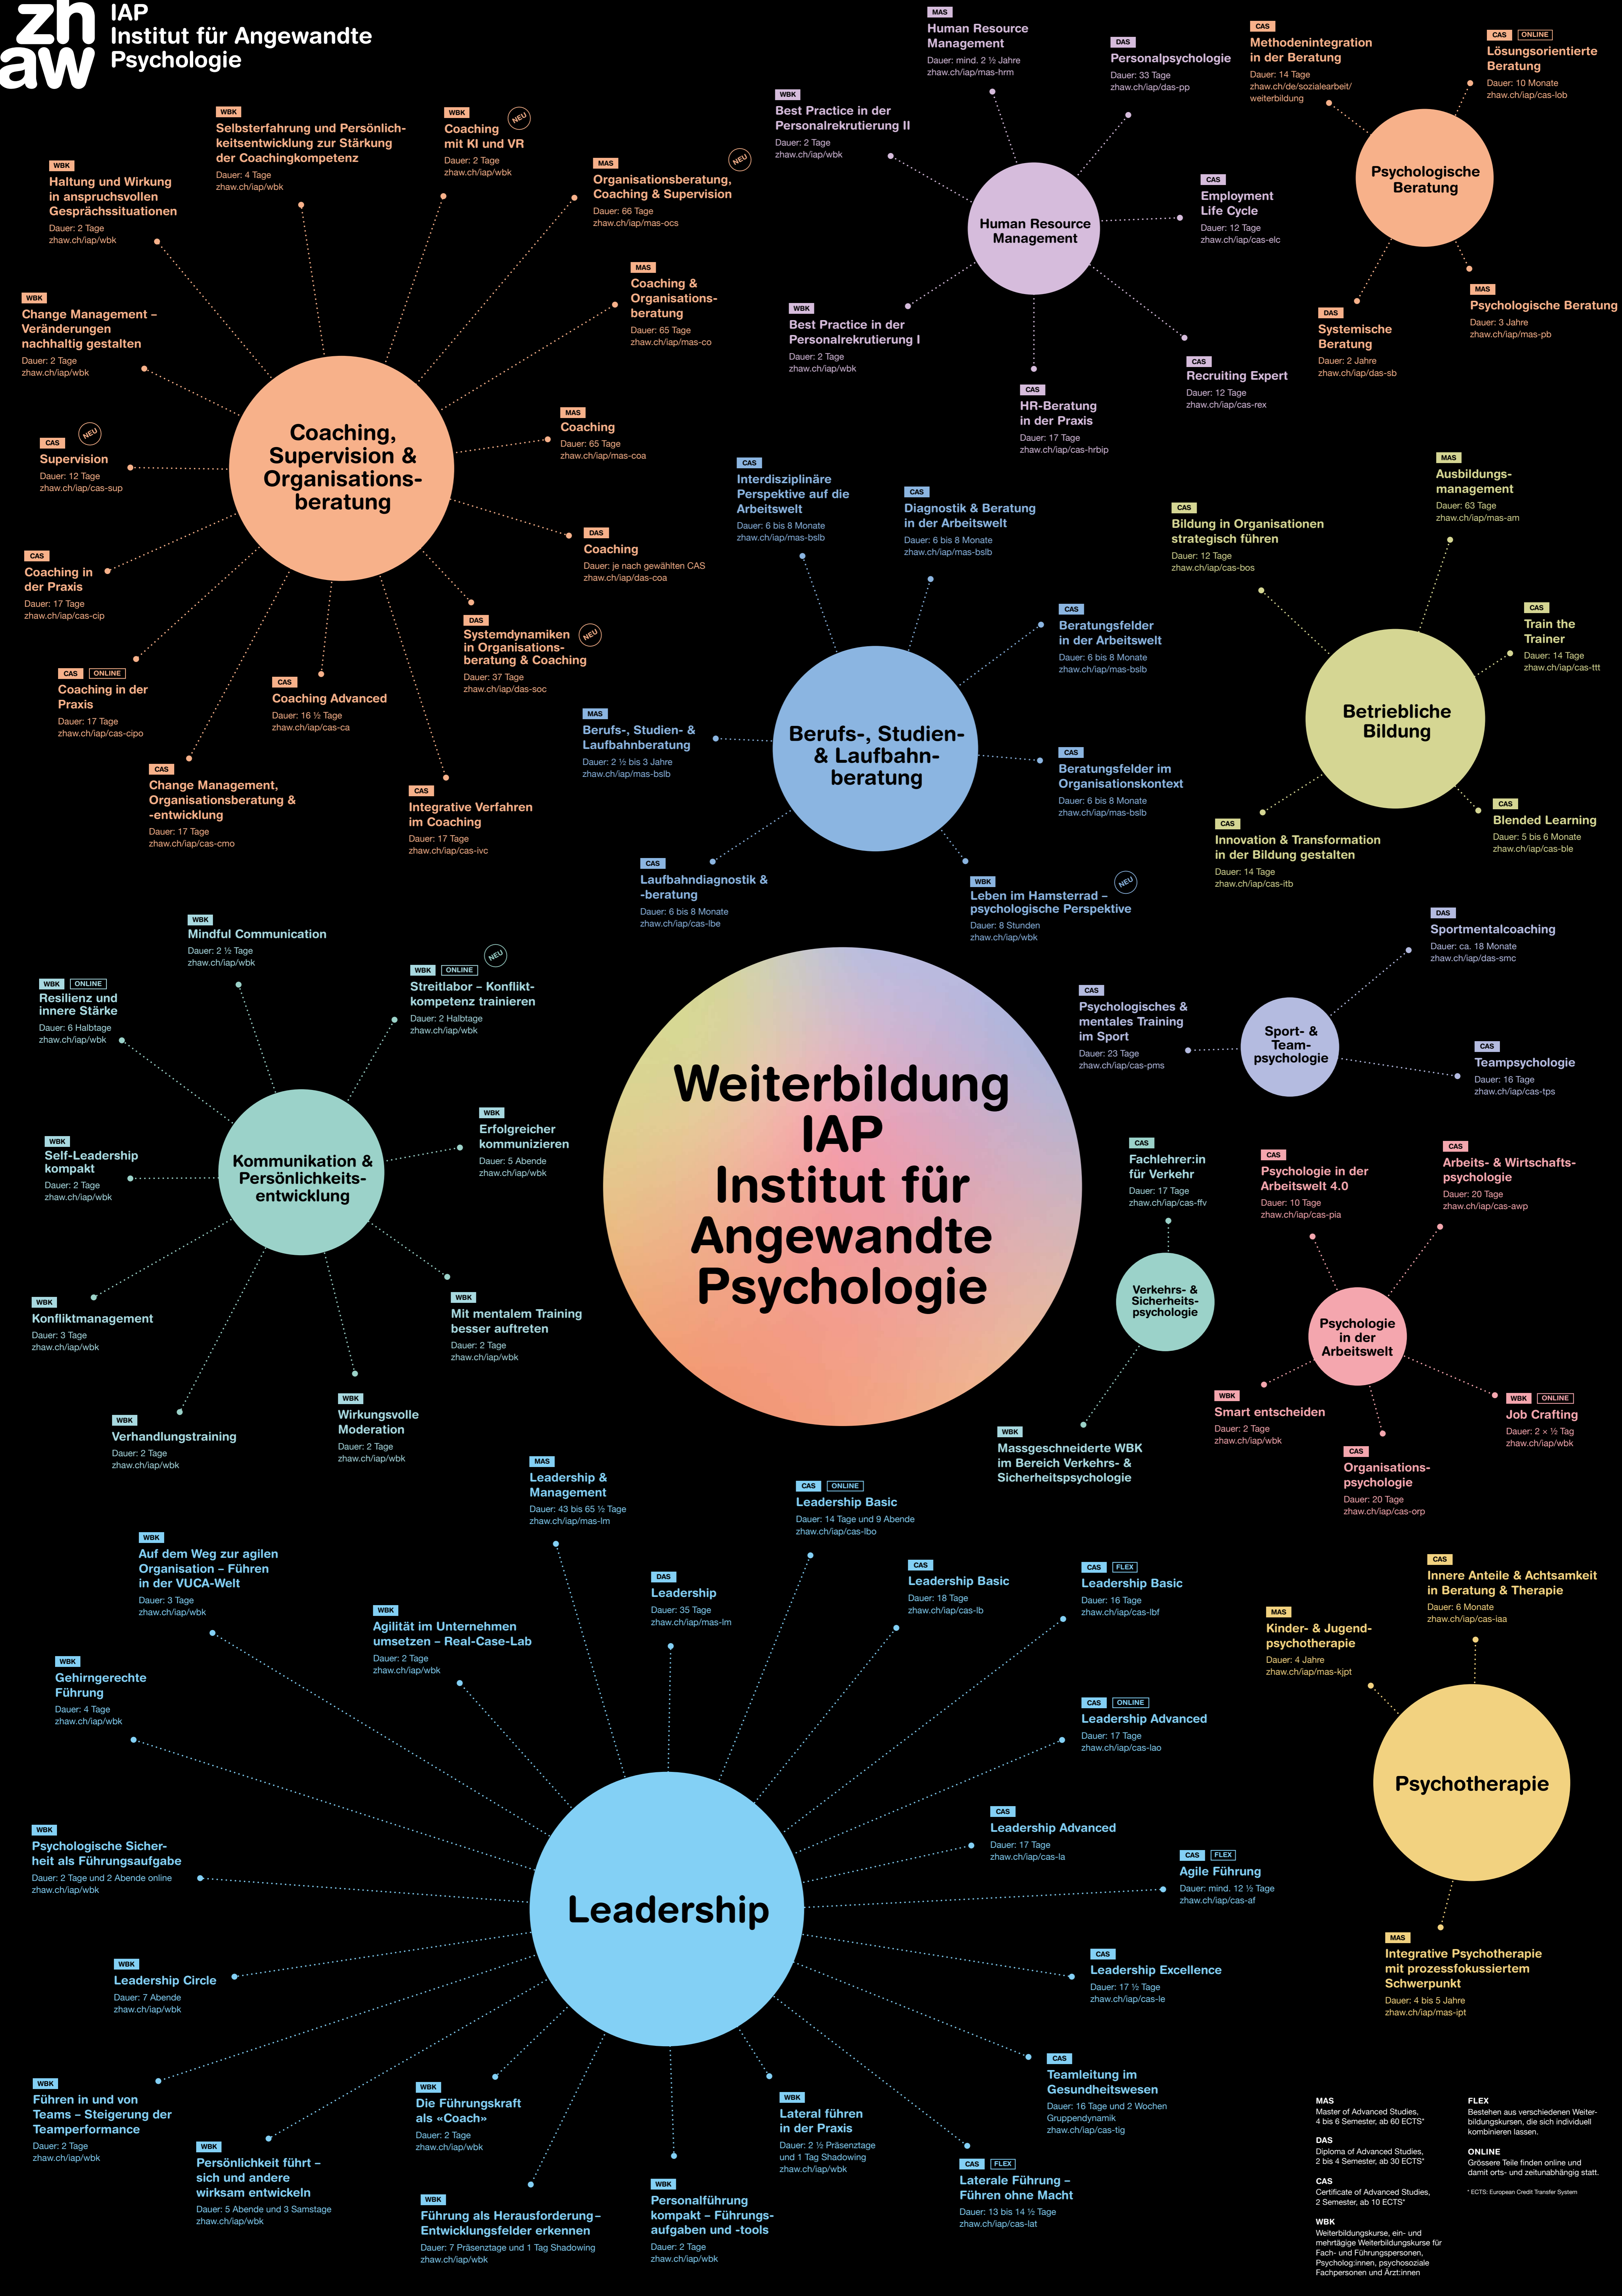 zh
aw
IAP
Institut für Angewandte
Psychologie
WBK
Selbsterfahrung und Persönlich-
keitsentwicklung zur Stärkung
der Coachingkompetenz
Dauer: 4 Tage
zhaw.ch/iap/wbk
WBK
NEU
Coaching
mit KI und VR
Dauer: 2 Tage
zhaw.ch/iap/wbk
NEU
MAS
Organisationsberatung,
Coaching & Supervision
Dauer: 66 Tage
zhaw.ch/iap/mas-ocs
WBK
Haltung und Wirkung
in anspruchsvollen
Gesprächssituationen
Dauer: 2 Tage
zhaw.ch/iap/wbk
MAS
Coaching &
Organisations-
beratung
Dauer: 65 Tage
zhaw.ch/iap/mas-co
WBK
Change Management –
Veränderungen
nachhaltig gestalten
Dauer: 2 Tage
zhaw.ch/iap/wbk
MAS
Coaching
Dauer: 65 Tage
zhaw.ch/iap/mas-coa
Coaching,
Supervision &
Organisations-
beratung
CAS
NEU
Supervision
Dauer: 12 Tage
zhaw.ch/iap/cas-sup
DAS
Coaching
Dauer: je nach gewählten CAS
zhaw.ch/iap/das-coa
CAS
Coaching in
der Praxis
Dauer: 17 Tage
zhaw.ch/iap/cas-cip
DAS
Systemdynamiken
in Organisations-
beratung & Coaching
NEU
Dauer: 37 Tage
zhaw.ch/iap/das-soc
CAS ONLINE
Coaching in der
Praxis
Dauer: 17 Tage
zhaw.ch/iap/cas-cipo
CAS
Coaching Advanced
Dauer: 16 ½ Tage
zhaw.ch/iap/cas-ca
CAS
Change Management,
Organisationsberatung &
-entwicklung
Dauer: 17 Tage
zhaw.ch/iap/cas-cmo
CAS
Integrative Verfahren
im Coaching
Dauer: 17 Tage
zhaw.ch/iap/cas-ivc
MAS
Human Resource
Management
Dauer: mind. 2 ½ Jahre
zhaw.ch/iap/mas-hrm
DAS
Personalpsychologie
Dauer: 33 Tage
zhaw.ch/iap/das-pp
WBK
Best Practice in der
Personalrekrutierung II
Dauer: 2 Tage
zhaw.ch/iap/wbk
CAS
Employment
Life Cycle
Dauer: 12 Tage
zhaw.ch/iap/cas-elc
Human Resource
Management
WBK
Best Practice in der
Personalrekrutierung I
Dauer: 2 Tage
zhaw.ch/iap/wbk
CAS
Recruiting Expert
Dauer: 12 Tage
zhaw.ch/iap/cas-rex
CAS
HR-Beratung
in der Praxis
Dauer: 17 Tage
zhaw.ch/iap/cas-hrbip
CAS
Methodenintegration
in der Beratung
Dauer: 14 Tage
zhaw.ch/de/sozialearbeit/
weiterbildung
CAS ONLINE
Lösungsorientierte
Beratung
Dauer: 10 Monate
zhaw.ch/iap/cas-lob
Psychologische
Beratung
DAS
Systemische
Beratung
Dauer: 2 Jahre
zhaw.ch/iap/das-sb
MAS
Psychologische Beratung
Dauer: 3 Jahre
zhaw.ch/iap/mas-pb
CAS
Interdisziplinäre
Perspektive auf die
Arbeitswelt
Dauer: 6 bis 8 Monate
zhaw.ch/iap/mas-bslb
CAS
Diagnostik & Beratung
in der Arbeitswelt
Dauer: 6 bis 8 Monate
zhaw.ch/iap/mas-bslb
CAS
Beratungsfelder
in der Arbeitswelt
Dauer: 6 bis 8 Monate
zhaw.ch/iap/mas-bslb
MAS
Berufs-, Studien- &
Laufbahnberatung
Dauer: 2 ½ bis 3 Jahre
zhaw.ch/iap/mas-bslb
Berufs-, Studien-
& Laufbahn-
beratung
CAS
Beratungsfelder im
Organisationskontext
Dauer: 6 bis 8 Monate
zhaw.ch/iap/mas-bslb
CAS
Laufbahndiagnostik &
-beratung
Dauer: 6 bis 8 Monate
zhaw.ch/iap/cas-lbe
WBK
NEU
Leben im Hamsterrad –
psychologische Perspektive
Dauer: 8 Stunden
zhaw.ch/iap/wbk
MAS
Ausbildungs-
management
Dauer: 63 Tage
zhaw.ch/iap/mas-am
CAS
Bildung in Organisationen
strategisch führen
Dauer: 12 Tage
zhaw.ch/iap/cas-bos
CAS
Train the
Trainer
Dauer: 14 Tage
zhaw.ch/iap/cas-ttt
Betriebliche
Bildung
CAS
Innovation & Transformation
in der Bildung gestalten
Dauer: 14 Tage
zhaw.ch/iap/cas-itb
CAS
Blended Learning
Dauer: 5 bis 6 Monate
zhaw.ch/iap/cas-ble
WBK
Mindful Communication
Dauer: 2 ½ Tage
zhaw.ch/iap/wbk
NEU
WBK ONLINE
Streitlabor – Konflikt-
kompetenz trainieren
Dauer: 2 Halbtage
zhaw.ch/iap/wbk
WBK ONLINE
Resilienz und
innere Stärke
Dauer: 6 Halbtage
zhaw.ch/iap/wbk
WBK
Erfolgreicher
kommunizieren
Dauer: 5 Abende
zhaw.ch/iap/wbk
WBK
Self-Leadership
kompakt
Dauer: 2 Tage
zhaw.ch/iap/wbk
Kommunikation &
Persönlichkeits-
entwicklung
WBK
Konfliktmanagement
Dauer: 3 Tage
zhaw.ch/iap/wbk
WBK
Mit mentalem Training
besser auftreten
Dauer: 2 Tage
zhaw.ch/iap/wbk
WBK
Verhandlungstraining
Dauer: 2 Tage
zhaw.ch/iap/wbk
WBK
Wirkungsvolle
Moderation
Dauer: 2 Tage
zhaw.ch/iap/wbk
Weiterbildung
IAP
Institut für
Angewandte
Psychologie
DAS
Sportmentalcoaching
Dauer: ca. 18 Monate
zhaw.ch/iap/das-smc
CAS
Psychologisches &
mentales Training
im Sport
Dauer: 23 Tage
zhaw.ch/iap/cas-pms
Sport- &
Team-
psychologie
CAS
Teampsychologie
Dauer: 16 Tage
zhaw.ch/iap/cas-tps
CAS
Fachlehrer:in
für Verkehr
Dauer: 17 Tage
zhaw.ch/iap/cas-ffv
Verkehrs- &
Sicherheits-
psychologie
WBK
Massgeschneiderte WBK
im Bereich Verkehrs- &
Sicherheitspsychologie
CAS
Psychologie in der
Arbeitswelt 4.0
Dauer: 10 Tage
zhaw.ch/iap/cas-pia
CAS
Arbeits- & Wirtschafts-
psychologie
Dauer: 20 Tage
zhaw.ch/iap/cas-awp
Psychologie
in der
Arbeitswelt
WBK
Smart entscheiden
Dauer: 2 Tage
zhaw.ch/iap/wbk
WBK ONLINE
Job Crafting
Dauer: 2 × ½ Tag
zhaw.ch/iap/wbk
CAS
Organisations-
psychologie
Dauer: 20 Tage
zhaw.ch/iap/cas-orp
MAS
Leadership &
Management
Dauer: 43 bis 65 ½ Tage
zhaw.ch/iap/mas-lm
CAS ONLINE
Leadership Basic
Dauer: 14 Tage und 9 Abende
zhaw.ch/iap/cas-lbo
WBK
Auf dem Weg zur agilen
Organisation – Führen
in der VUCA-Welt
Dauer: 3 Tage
zhaw.ch/iap/wbk
WBK
Agilität im Unternehmen
umsetzen – Real-Case-Lab
Dauer: 2 Tage
zhaw.ch/iap/wbk
DAS
Leadership
Dauer: 35 Tage
zhaw.ch/iap/mas-lm
CAS
Leadership Basic
Dauer: 18 Tage
zhaw.ch/iap/cas-lb
CAS FLEX
Leadership Basic
Dauer: 16 Tage
zhaw.ch/iap/cas-lbf
WBK
Gehirngerechte
Führung
Dauer: 4 Tage
zhaw.ch/iap/wbk
CAS ONLINE
Leadership Advanced
Dauer: 17 Tage
zhaw.ch/iap/cas-lao
WBK
Psychologische Sicher-
heit als Führungsaufgabe
Dauer: 2 Tage und 2 Abende online
zhaw.ch/iap/wbk
CAS
Leadership Advanced
Dauer: 17 Tage
zhaw.ch/iap/cas-la
CAS FLEX
Agile Führung
Dauer: mind. 12 ½ Tage
zhaw.ch/iap/cas-af
Leadership
WBK
Leadership Circle
Dauer: 7 Abende
zhaw.ch/iap/wbk
CAS
Leadership Excellence
Dauer: 17 ½ Tage
zhaw.ch/iap/cas-le
WBK
Führen in und von
Teams – Steigerung der
Teamperformance
Dauer: 2 Tage
zhaw.ch/iap/wbk
WBK
Persönlichkeit führt –
sich und andere
wirksam entwickeln
Dauer: 5 Abende und 3 Samstage
zhaw.ch/iap/wbk
WBK
Die Führungskraft
als «Coach»
Dauer: 2 Tage
zhaw.ch/iap/wbk
WBK
Führung als Herausforderung –
Entwicklungsfelder erkennen
Dauer: 7 Präsenztage und 1 Tag Shadowing
zhaw.ch/iap/wbk
WBK
Personalführung
kompakt – Führungs-
aufgaben und -tools
Dauer: 2 Tage
zhaw.ch/iap/wbk
WBK
Lateral führen
in der Praxis
Dauer: 2 ½ Präsenztage
und 1 Tag Shadowing
zhaw.ch/iap/wbk
CAS
Teamleitung im
Gesundheitswesen
Dauer: 16 Tage und 2 Wochen
Gruppendynamik
zhaw.ch/iap/cas-tig
CAS FLEX
Laterale Führung –
Führen ohne Macht
Dauer: 13 bis 14 ½ Tage
zhaw.ch/iap/cas-lat
CAS
Innere Anteile & Achtsamkeit
in Beratung & Therapie
Dauer: 6 Monate
zhaw.ch/iap/cas-iaa
MAS
Kinder- & Jugend-
psychotherapie
Dauer: 4 Jahre
zhaw.ch/iap/mas-kjpt
Psychotherapie
MAS
Integrative Psychotherapie
mit prozessfokussiertem
Schwerpunkt
Dauer: 4 bis 5 Jahre
zhaw.ch/iap/mas-ipt
MAS
Master of Advanced Studies,
4 bis 6 Semester, ab 60 ECTS*
DAS
Diploma of Advanced Studies,
2 bis 4 Semester, ab 30 ECTS*
CAS
Certificate of Advanced Studies,
2 Semester, ab 10 ECTS*
WBK
Weiterbildungskurse, ein- und
mehrtägige Weiterbildungskurse für
Fach- und Führungspersonen,
Psycholog:innen, psychosoziale
Fachpersonen und Ärzt:innen
FLEX
Bestehen aus verschiedenen Weiter-
bildungskursen, die sich individuell
kombinieren lassen.
ONLINE
Grössere Teile finden online und
damit orts- und zeitunabhängig statt.
* ECTS: European Credit Transfer System